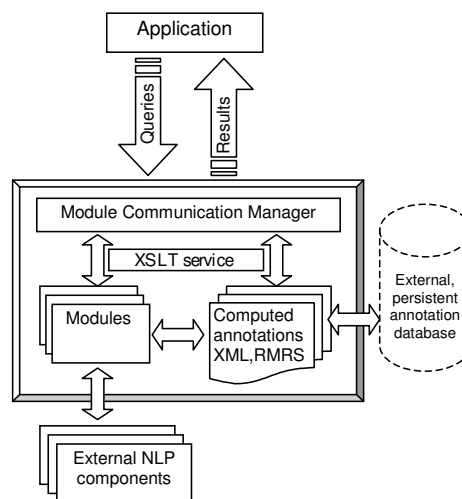 Application
Queries
Results
Module Communication Manager
XSLT service
Modules
Computed
annotations
XML,RMRS
External,
persistent
annotation
database
External NLP
components